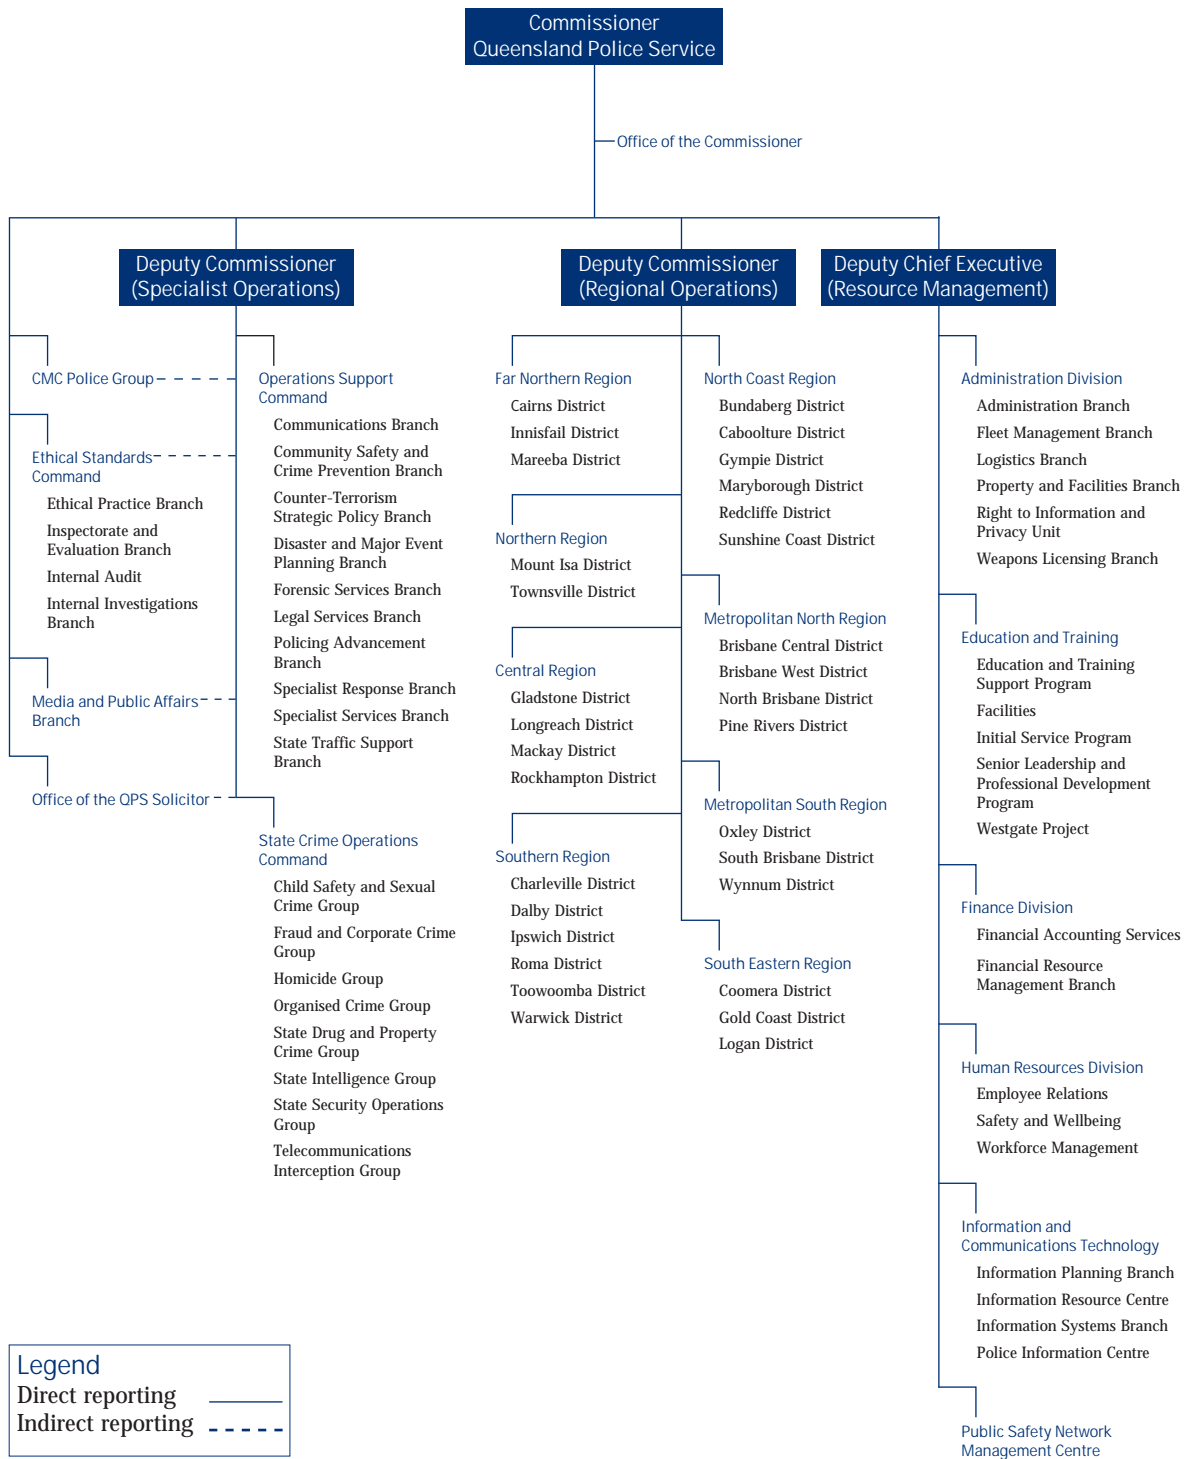 Commissioner
Queensland Police Service
Office of the Commissioner
Deputy Commissioner
(Specialist Operations)
Deputy Commissioner
(Regional Operations)
Deputy Chief Executive
(Resource Management)
CMC Police Group
Ethical Standards
Command
Ethical Practice Branch
Inspectorate and
Evaluation Branch
Internal Audit
Internal Investigations
Branch
Media and Public Affairs
Branch
Office of the QPS Solicitor
Operations Support
Command
Communications Branch
Community Safety and
Crime Prevention Branch
Counter-Terrorism
Strategic Policy Branch
Disaster and Major Event
Planning Branch
Forensic Services Branch
Legal Services Branch
Policing Advancement
Branch
Specialist Response Branch
Specialist Services Branch
State Traffic Support
Branch
State Crime Operations
Command
Child Safety and Sexual
Crime Group
Fraud and Corporate Crime
Group
Homicide Group
Organised Crime Group
State Drug and Property
Crime Group
State Intelligence Group
State Security Operations
Group
Telecommunications
Interception Group
Far Northern Region
Cairns District
Innisfail District
Mareeba District
Northern Region
Mount Isa District
Townsville District
Central Region
Gladstone District
Longreach District
Mackay District
Rockhampton District
Southern Region
Charleville District
Dalby District
Ipswich District
Roma District
Toowoomba District
Warwick District
North Coast Region
Bundaberg District
Caboolture District
Gympie District
Maryborough District
Redcliffe District
Sunshine Coast District
Metropolitan North Region
Brisbane Central District
Brisbane West District
North Brisbane District
Pine Rivers District
Metropolitan South Region
Oxley District
South Brisbane District
Wynnum District
South Eastern Region
Coomera District
Gold Coast District
Logan District
Administration Division
Administration Branch
Fleet Management Branch
Logistics Branch
Property and Facilities Branch
Right to Information and
Privacy Unit
Weapons Licensing Branch
Education and Training
Education and Training
Support Program
Facilities
Initial Service Program
Senior Leadership and
Professional Development
Program
Westgate Project
Finance Division
Financial Accounting Services
Financial Resource
Management Branch
Human Resources Division
Employee Relations
Safety and Wellbeing
Workforce Management
Information and
Communications Technology
Information Planning Branch
Information Resource Centre
Information Systems Branch
Police Information Centre
Public Safety Network
Management Centre
Legend
Direct reporting
Indirect reporting